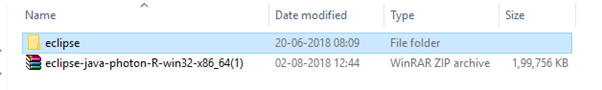 Name Date modified Type Size
eclipse 20-06-2018 08:09 File folder
eclipse-java-photon-R-win32-x86_64(1) 02-08-2018 12:44 WinRAR ZIP archive 1,99,756 KB